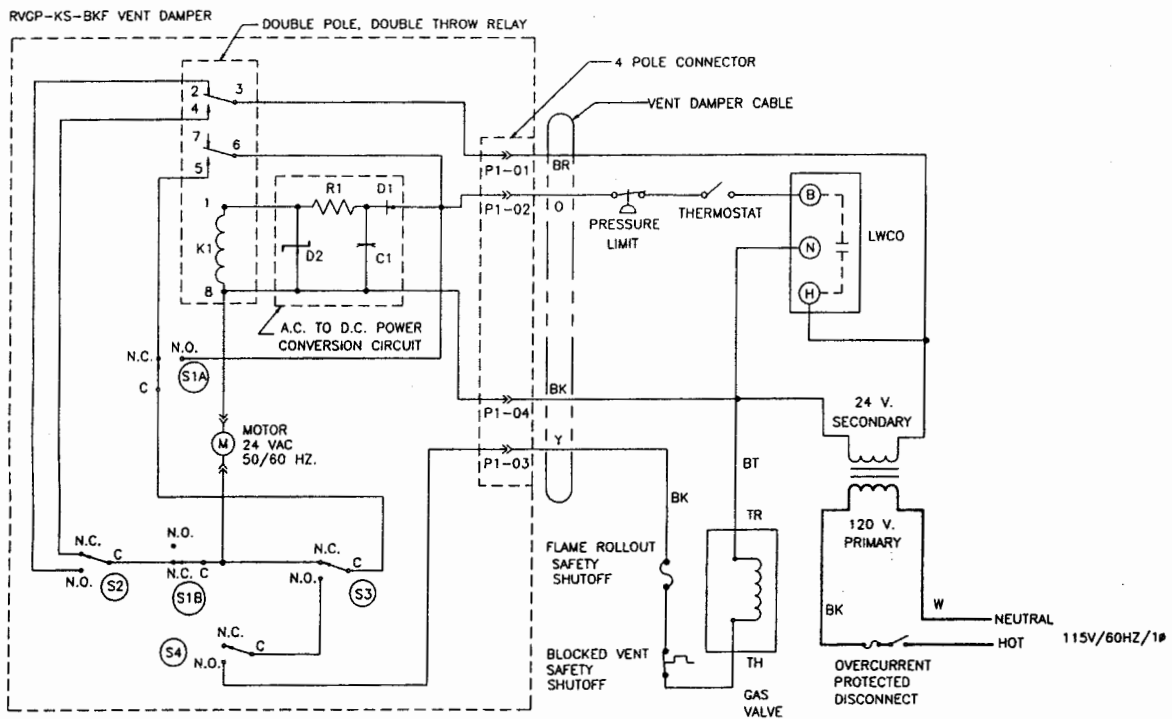 RVGP-KS-BKF VENT DAMPER
DOUBLE POLE, DOUBLE THROW RELAY
4 POLE CONNECTOR
VENT DAMPER CABLE
2
3
4
7
6
5
P1-01
BR
R1
D1
P1-02
O
PRESSURE
LIMIT
THERMOSTAT
B
N
H
LWCO
1
K1
8
D2
C1
A.C. TO D.C. POWER
CONVERSION CIRCUIT
N.C.
N.O.
S1A
C
BK
P1-04
24 V.
SECONDARY
MOTOR
24 VAC
50/60 HZ.
M
Y
P1-03
BK
BT
TR
120 V.
PRIMARY
N.C.
C
N.O.
S2
N.O.
N.C. C
S1B
N.C.
C
N.O.
S3
FLAME ROLLOUT
SAFETY
SHUTOFF
BK
W
NEUTRAL
HOT
115V/60HZ/1ø
N.C.
C
S4
N.O.
BLOCKED VENT
SAFETY
SHUTOFF
TH
GAS
VALVE
OVERCURRENT
PROTECTED
DISCONNECT